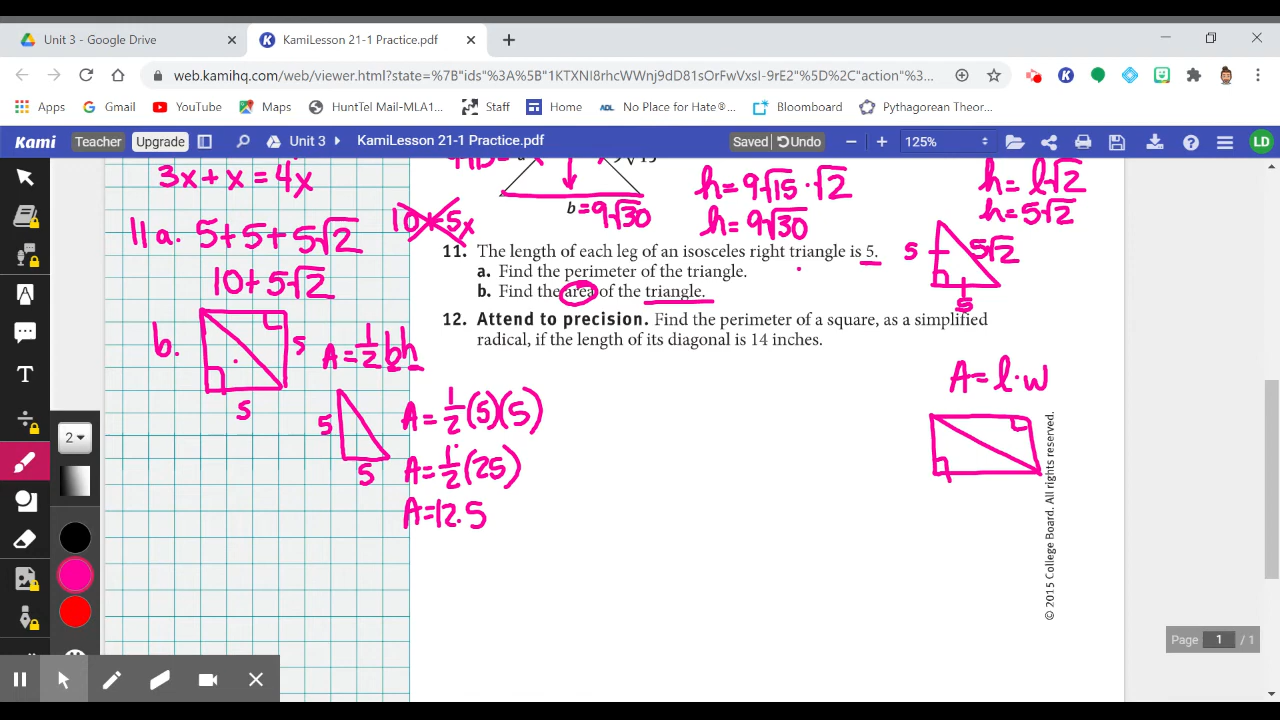 Unit 3 - Google Drive
KamiLesson 21-1 Practice.pdf
web.kamihq.com/web/viewer.html?state=%7B"ids"%3A%5B"1KTXNI8rhcWWnj9dD81sOrFwVxsI-9rE2"%5D%2C"action"%3...
Apps
Gmail
YouTube
Maps
HuntTel Mail-MLA1...
Staff
Home
ADL No Place for Hates...
Bloomboard
Pythagorean Theor...
Kami
Teacher
Upgrade
Unit 3
KamiLesson 21-1 Practice.pdf
Saved
Undo
125%
LD
3x + x = 4x
b = 9√30
h = 9√15 · √2
h = 9√30
h = l√2
h = 5√2
5
5√2
5
11a. 5 + 5 + 5√2
10 + 5√2
11. The length of each leg of an isosceles right triangle is 5.
a. Find the perimeter of the triangle.
b. Find the area of the triangle.
12. Attend to precision. Find the perimeter of a square, as a simplified
radical, if the length of its diagonal is 14 inches.
b.
5
5
A = 1/2 bh
5
5
A = 1/2 (5)(5)
A = 1/2 (25)
A = 12.5
A = l · w
© 2015 College Board. All rights reserved.
T
2
Page 1 / 1